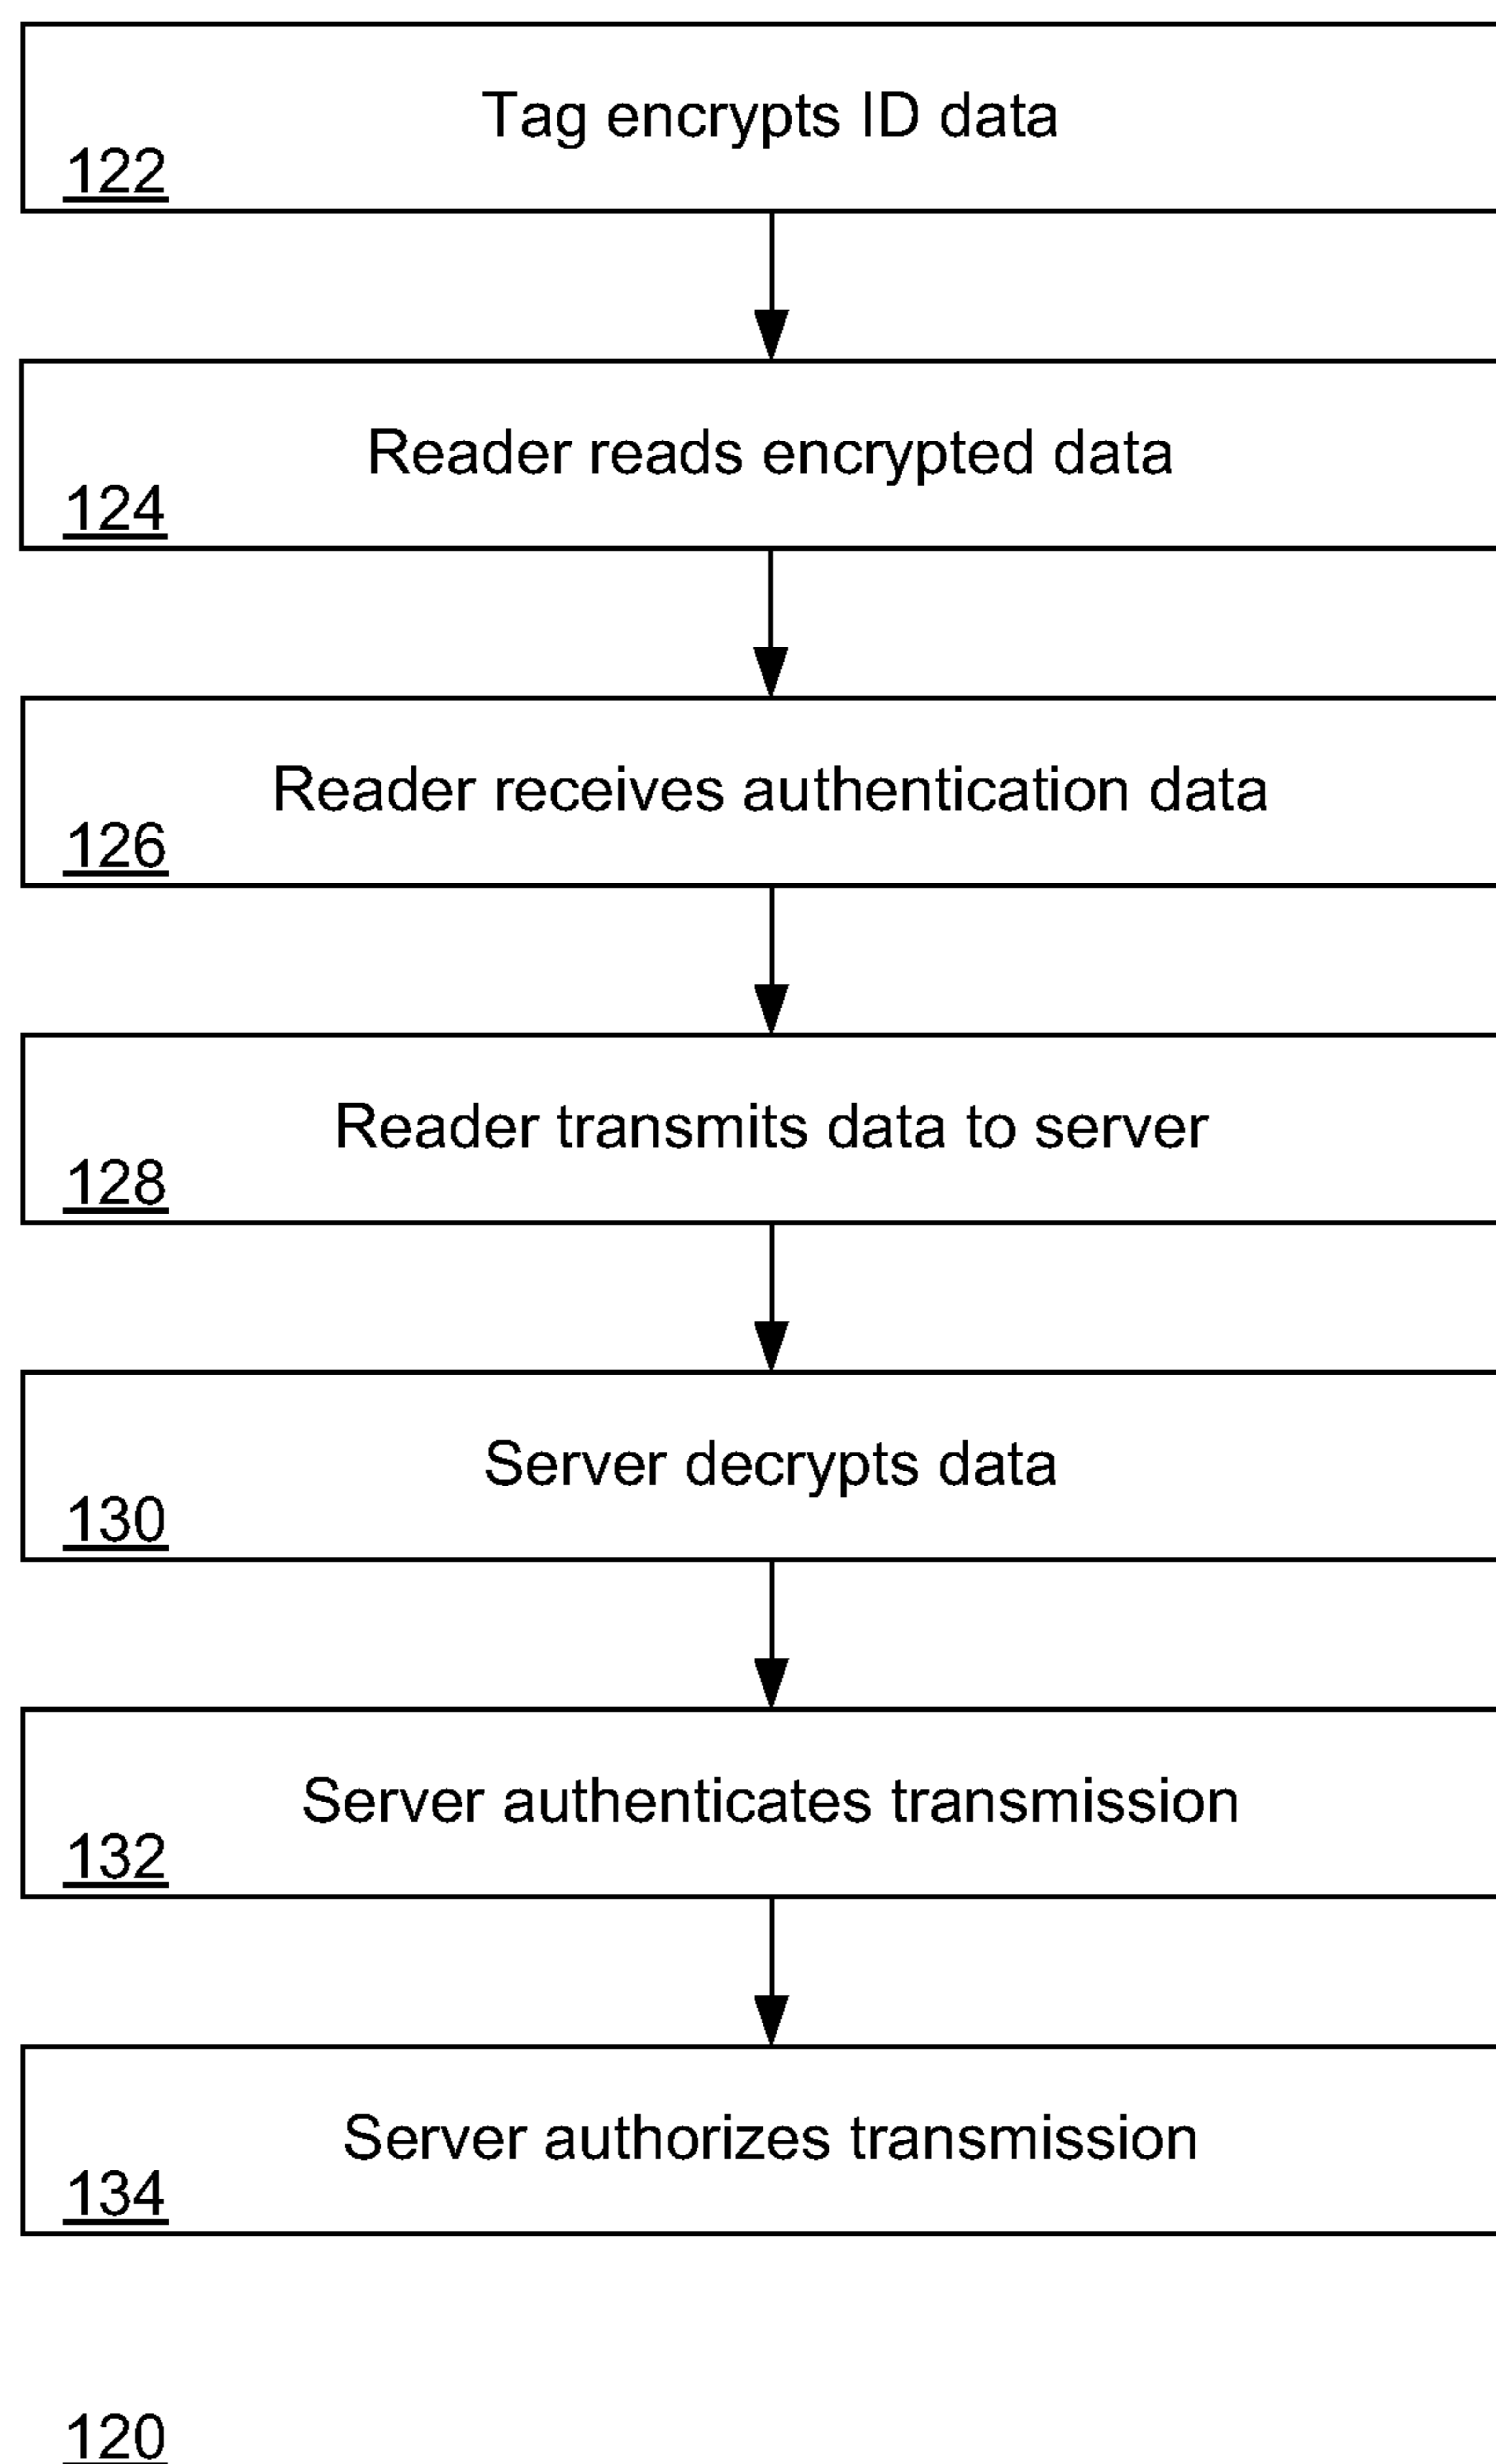 Tag encrypts ID data
122
Reader reads encrypted data
124
Reader receives authentication data
126
Reader transmits data to server
128
Server decrypts data
130
Server authenticates transmission
132
Server authorizes transmission
134
120